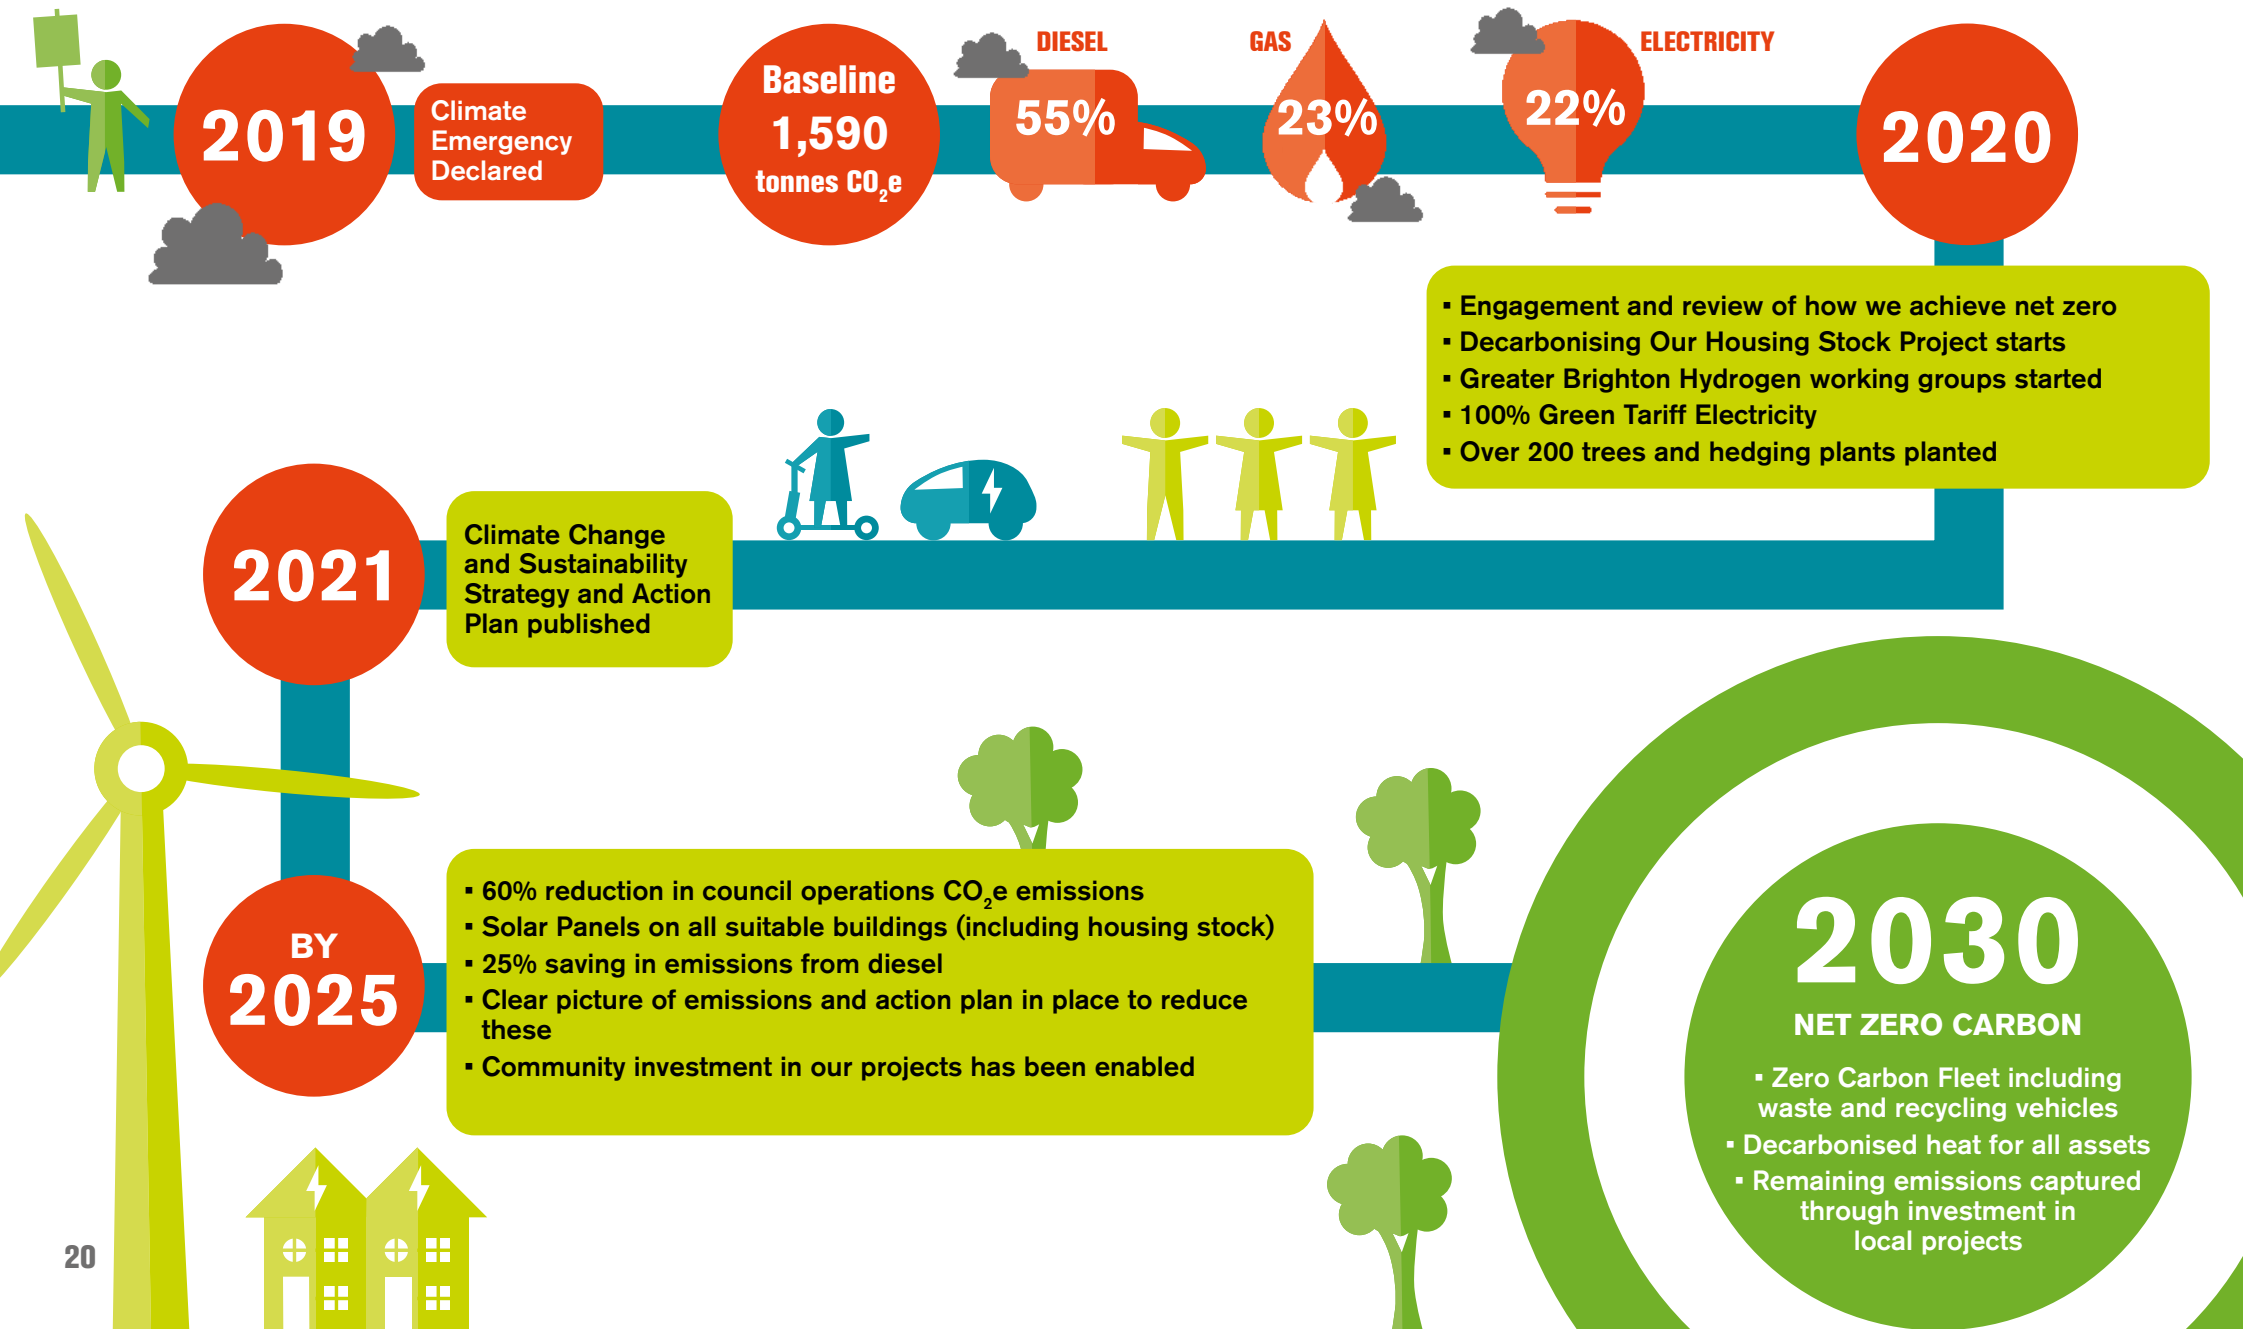 2019
Climate
Emergency
Declared
Baseline
1,590
tonnes CO₂e
DIESEL
55%
GAS
23%
ELECTRICITY
22%
2020
▪ Engagement and review of how we achieve net zero
▪ Decarbonising Our Housing Stock Project starts
▪ Greater Brighton Hydrogen working groups started
▪ 100% Green Tariff Electricity
▪ Over 200 trees and hedging plants planted
2021
Climate Change
and Sustainability
Strategy and Action
Plan published
BY
2025
▪ 60% reduction in council operations CO₂e emissions
▪ Solar Panels on all suitable buildings (including housing stock)
▪ 25% saving in emissions from diesel
▪ Clear picture of emissions and action plan in place to reduce
these
▪ Community investment in our projects has been enabled
2030
NET ZERO CARBON
▪ Zero Carbon Fleet including
waste and recycling vehicles
▪ Decarbonised heat for all assets
▪ Remaining emissions captured
through investment in
local projects
20